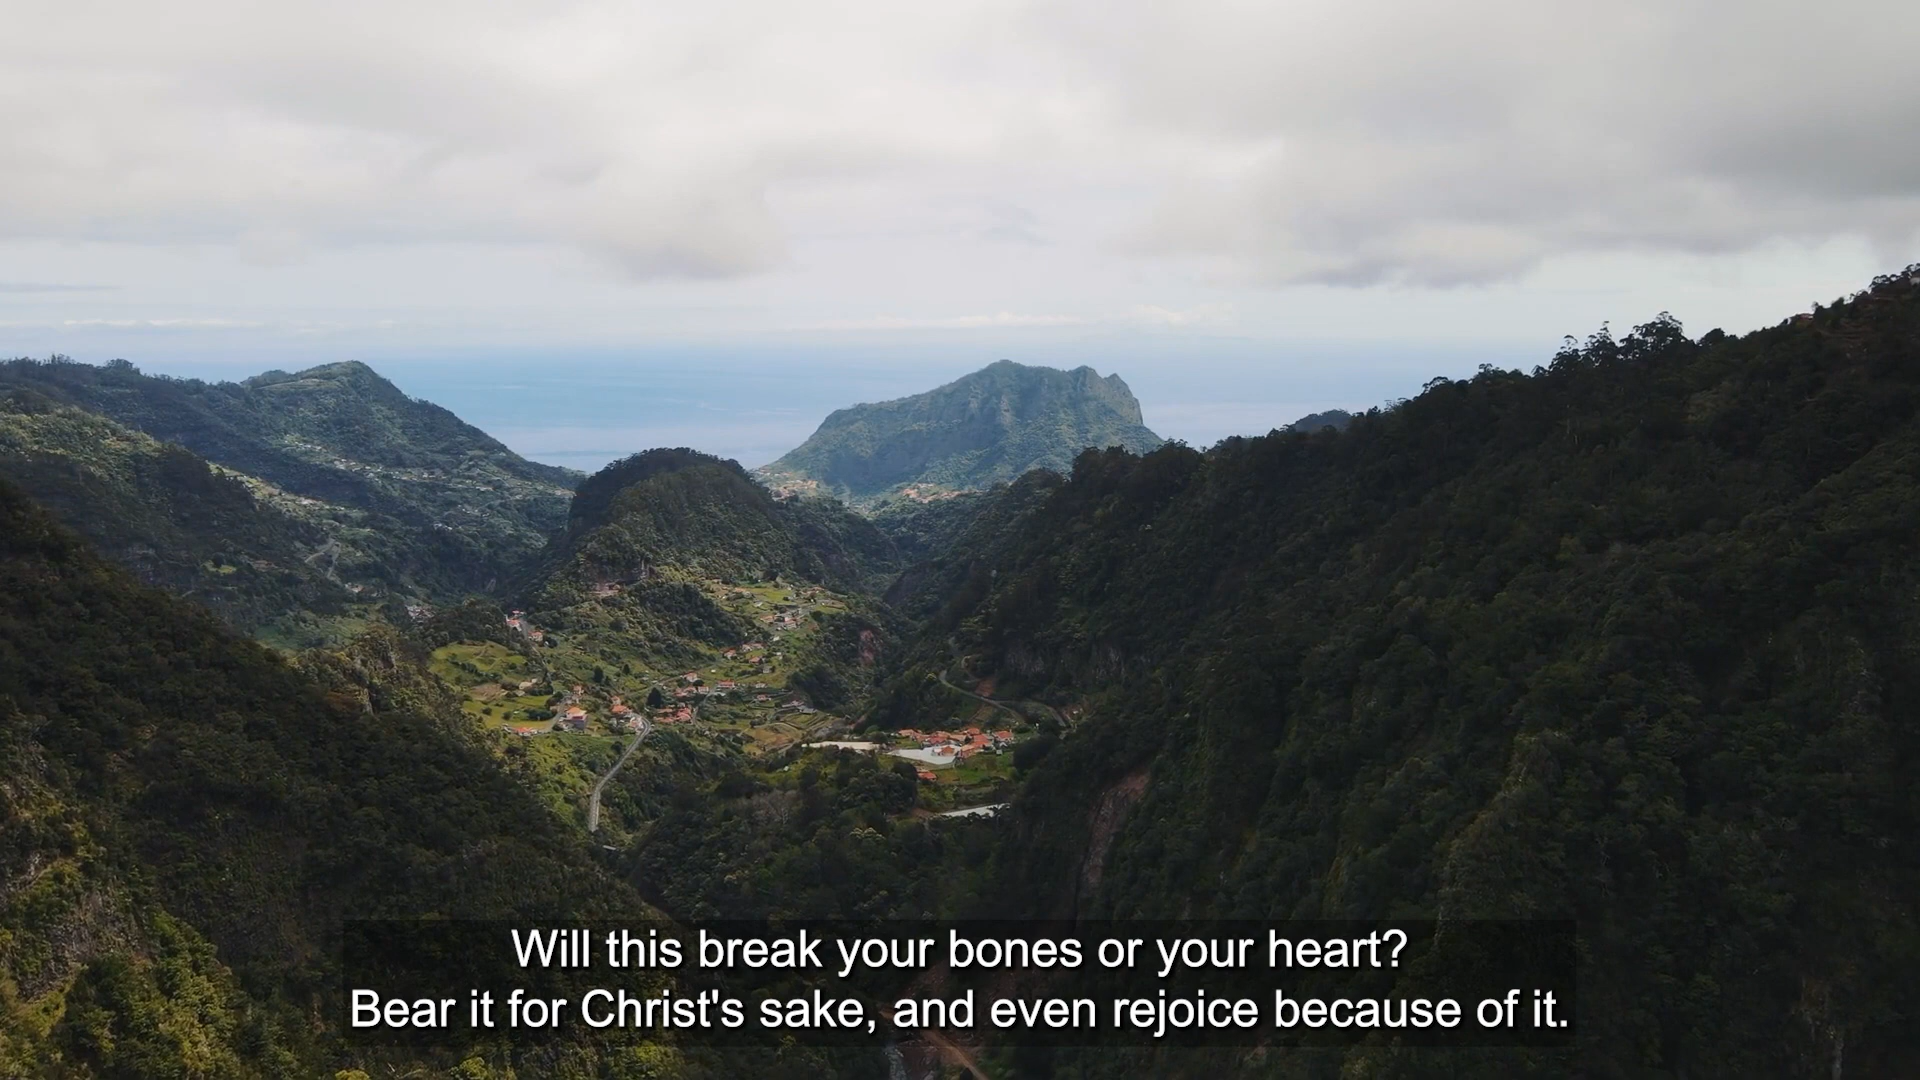 Will this break your bones or your heart?
Bear it for Christ's sake, and even rejoice because of it.